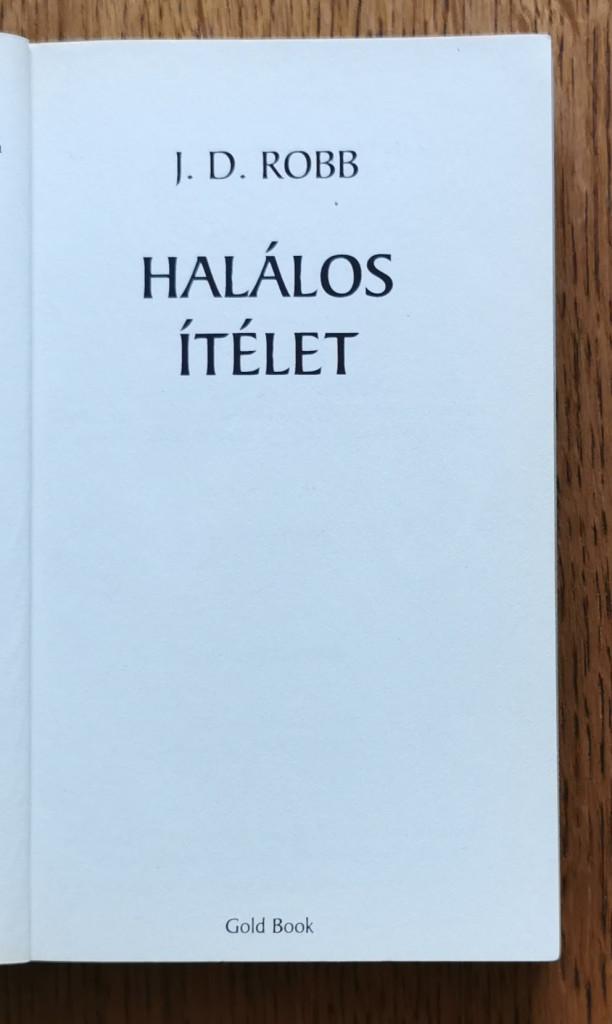 J. D. ROBB
HALÁLOS
ÍTÉLET
Gold Book